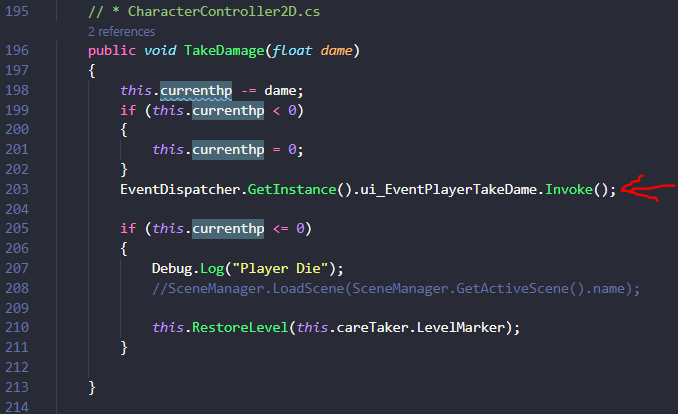 195 // * CharacterController2D.cs
2 references
196 public void TakeDamage(float dame)
197 {
198 this.currenthp -= dame;
199 if (this.currenthp < 0)
200 {
201 this.currenthp = 0;
202 }
203 EventDispatcher.GetInstance().ui_EventPlayerTakeDame.Invoke();
204
205 if (this.currenthp <= 0)
206 {
207 Debug.Log("Player Die");
208 //SceneManager.LoadScene(SceneManager.GetActiveScene().name);
209
210 this.RestoreLevel(this.careTaker.LevelMarker);
211 }
212
213 }
214